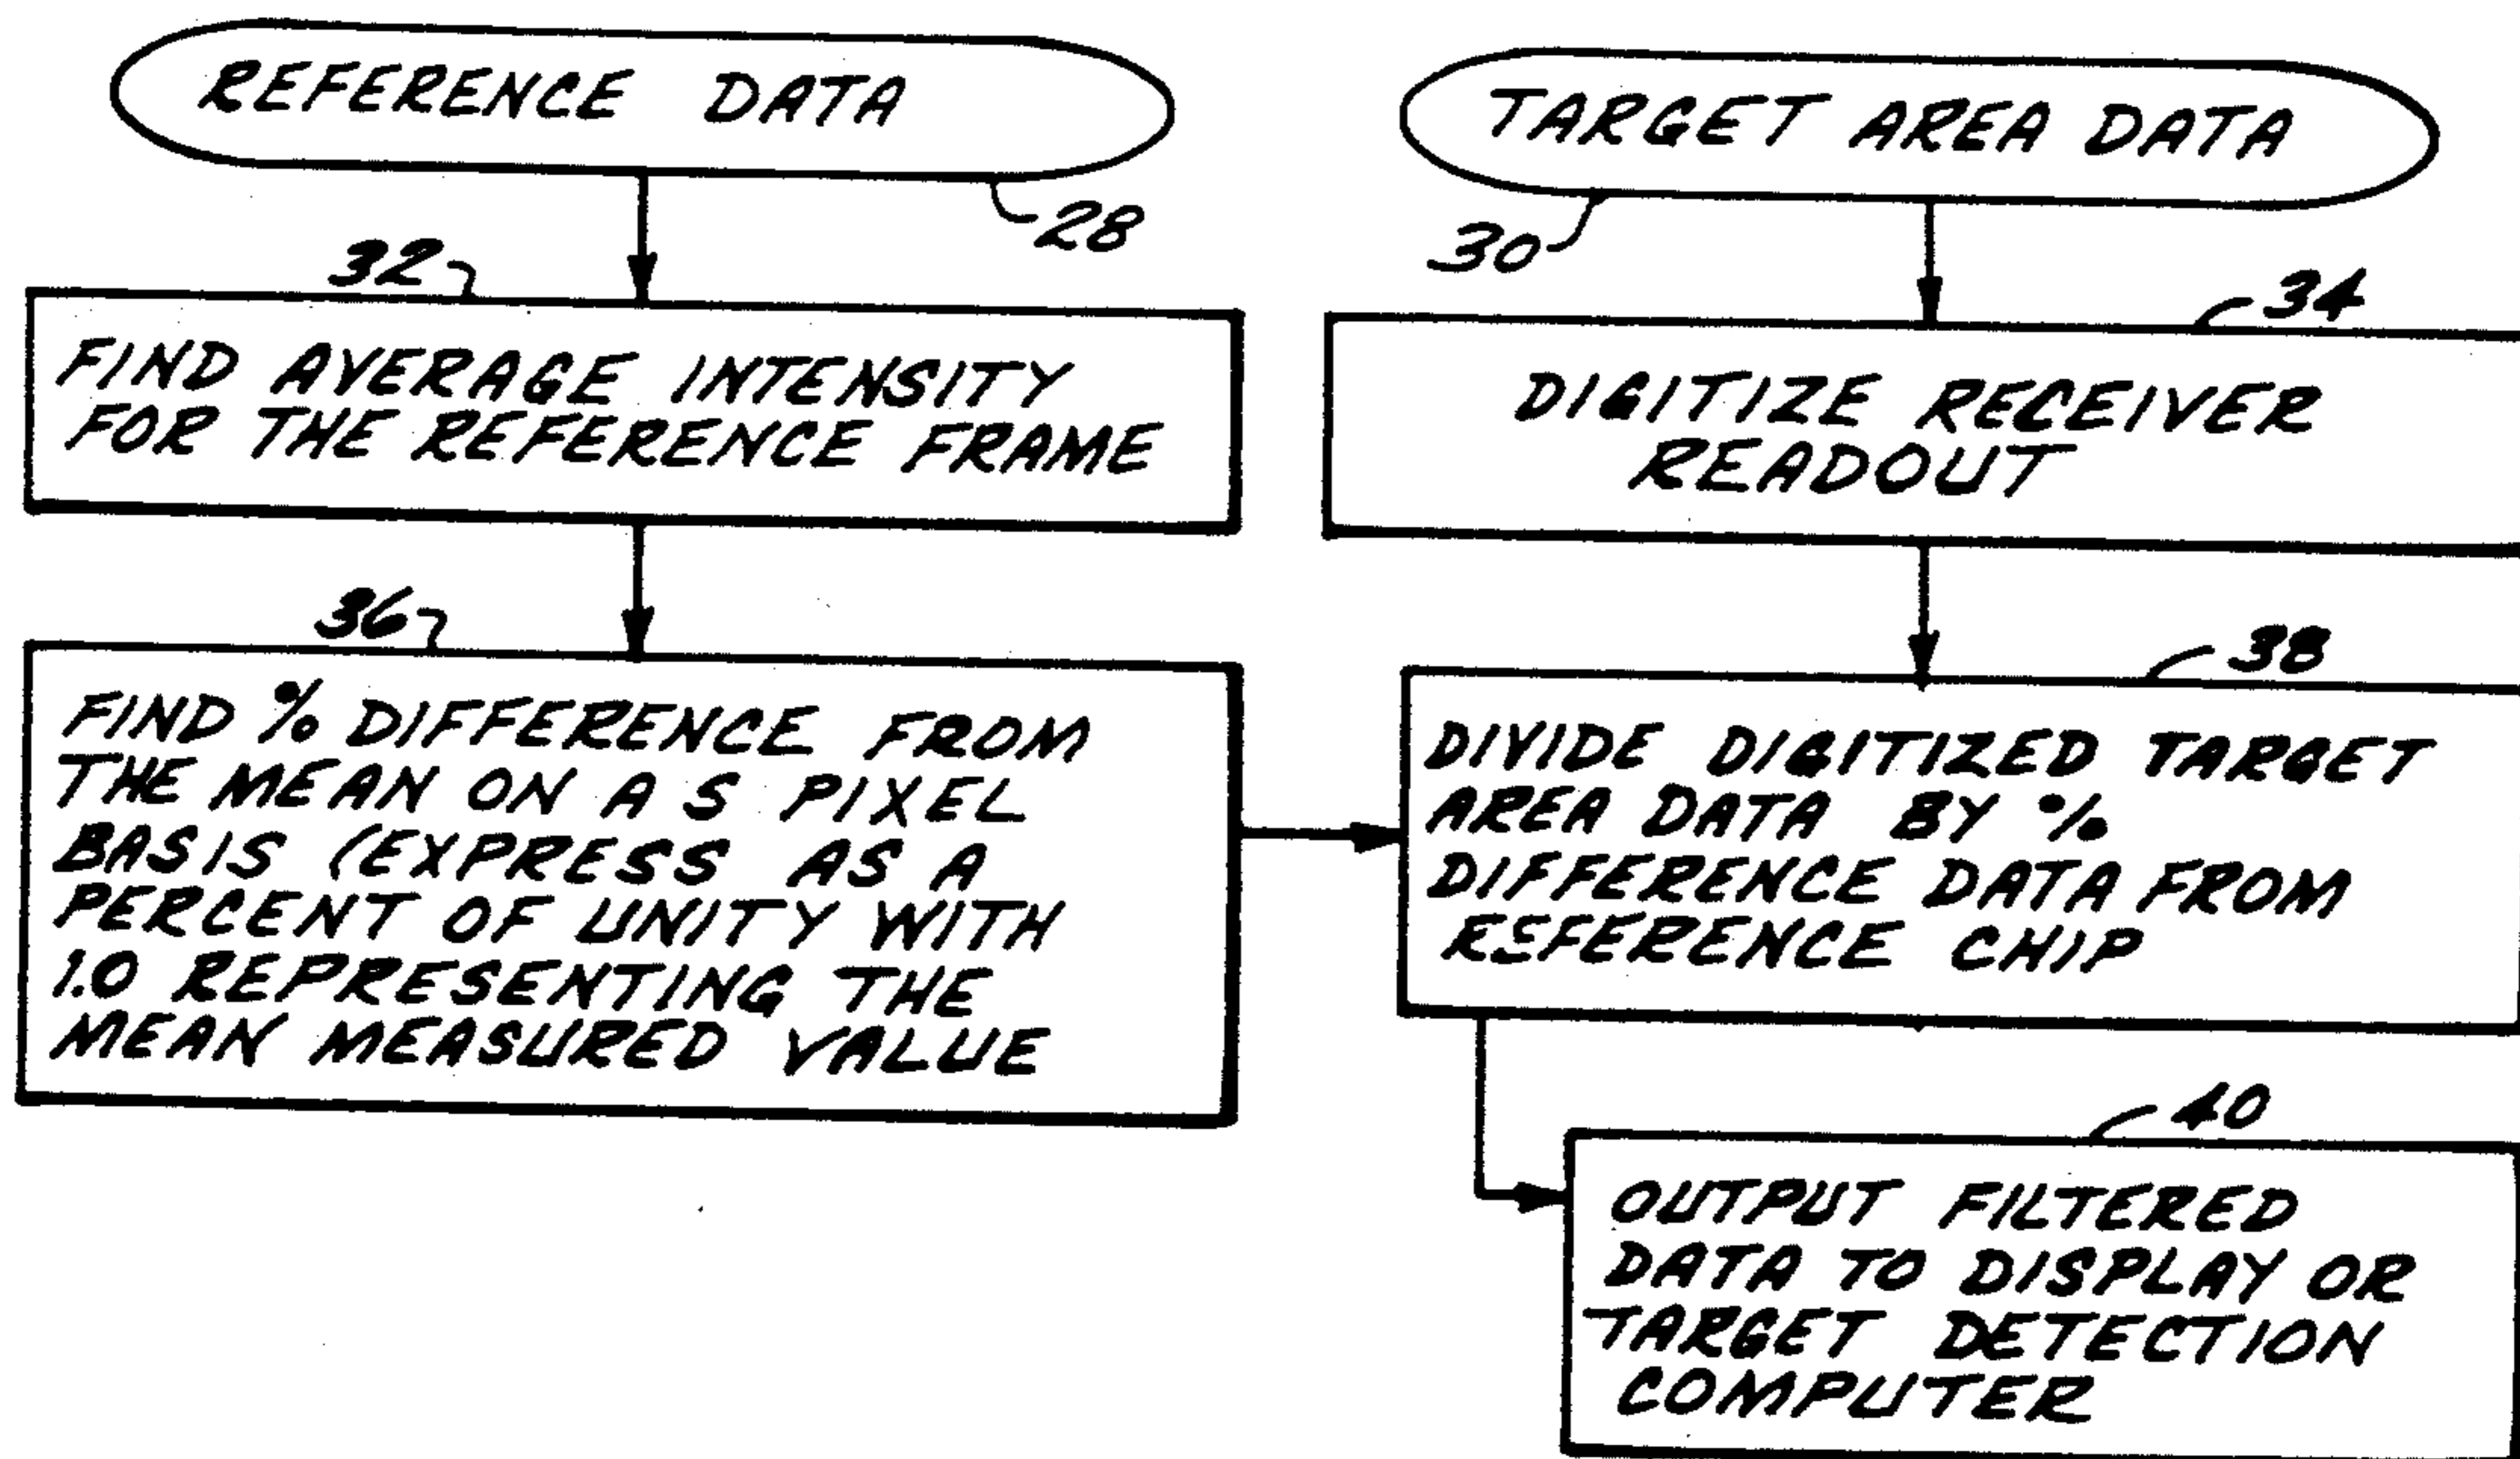 REFERENCE DATA
28
32
FIND AVERAGE INTENSITY
FOR THE REFERENCE FRAME
36
FIND % DIFFERENCE FROM
THE MEAN ON A S PIXEL
BASIS (EXPRESS AS A
PERCENT OF UNITY WITH
1.0 REPRESENTING THE
MEAN MEASURED VALUE
TARGET AREA DATA
30
34
DIGITIZE RECEIVER
READOUT
38
DIVIDE DIGITIZED TARGET
AREA DATA BY %
DIFFERENCE DATA FROM
REFERENCE CHIP
40
OUTPUT FILTERED
DATA TO DISPLAY OR
TARGET DETECTION
COMPUTER